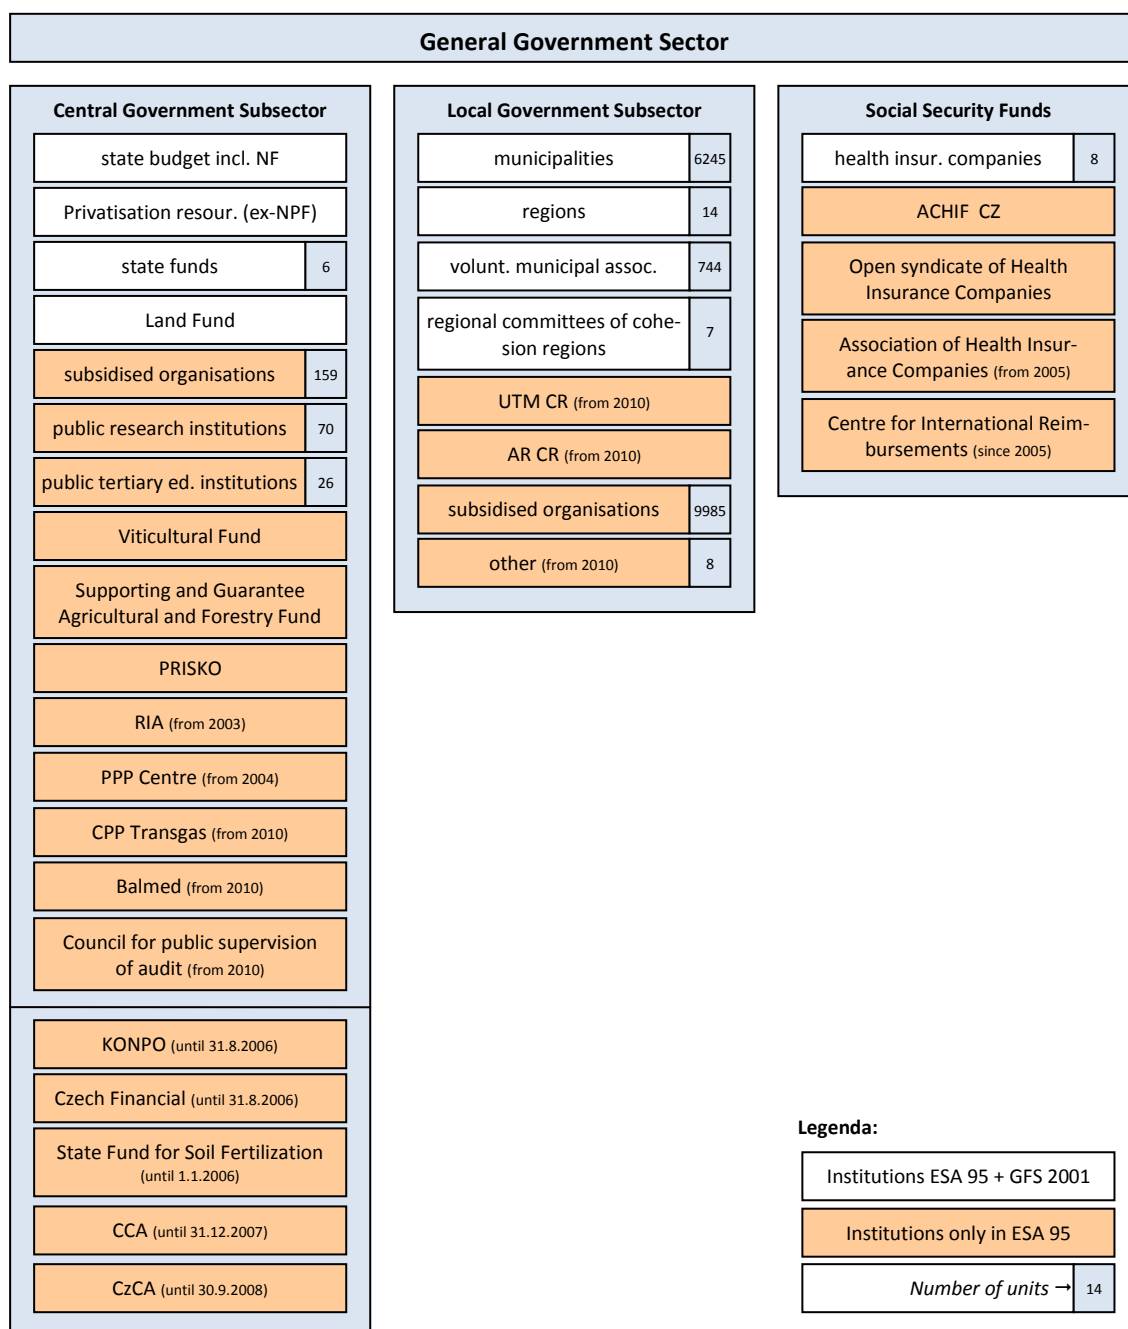 General Government Sector
Central Government Subsector
state budget incl. NF
Privatisation resour. (ex-NPF)
state funds 6
Land Fund
subsidised organisations 159
public research institutions 70
public tertiary ed. institutions 26
Viticultural Fund
Supporting and Guarantee
Agricultural and Forestry Fund
PRISKO
RIA (from 2003)
PPP Centre (from 2004)
CPP Transgas (from 2010)
Balmed (from 2010)
Council for public supervision
of audit (from 2010)
KONPO (until 31.8.2006)
Czech Financial (until 31.8.2006)
State Fund for Soil Fertilization
(until 1.1.2006)
CCA (until 31.12.2007)
CzCA (until 30.9.2008)
Local Government Subsector
municipalities 6245
regions 14
volunt. municipal assoc. 744
regional committees of cohe-
sion regions 7
UTM CR (from 2010)
AR CR (from 2010)
subsidised organisations 9985
other (from 2010) 8
Social Security Funds
health insur. companies 8
ACHIF CZ
Open syndicate of Health
Insurance Companies
Association of Health Insur-
ance Companies (from 2005)
Centre for International Reim-
bursements (since 2005)
Legenda:
Institutions ESA 95 + GFS 2001
Institutions only in ESA 95
Number of units → 14